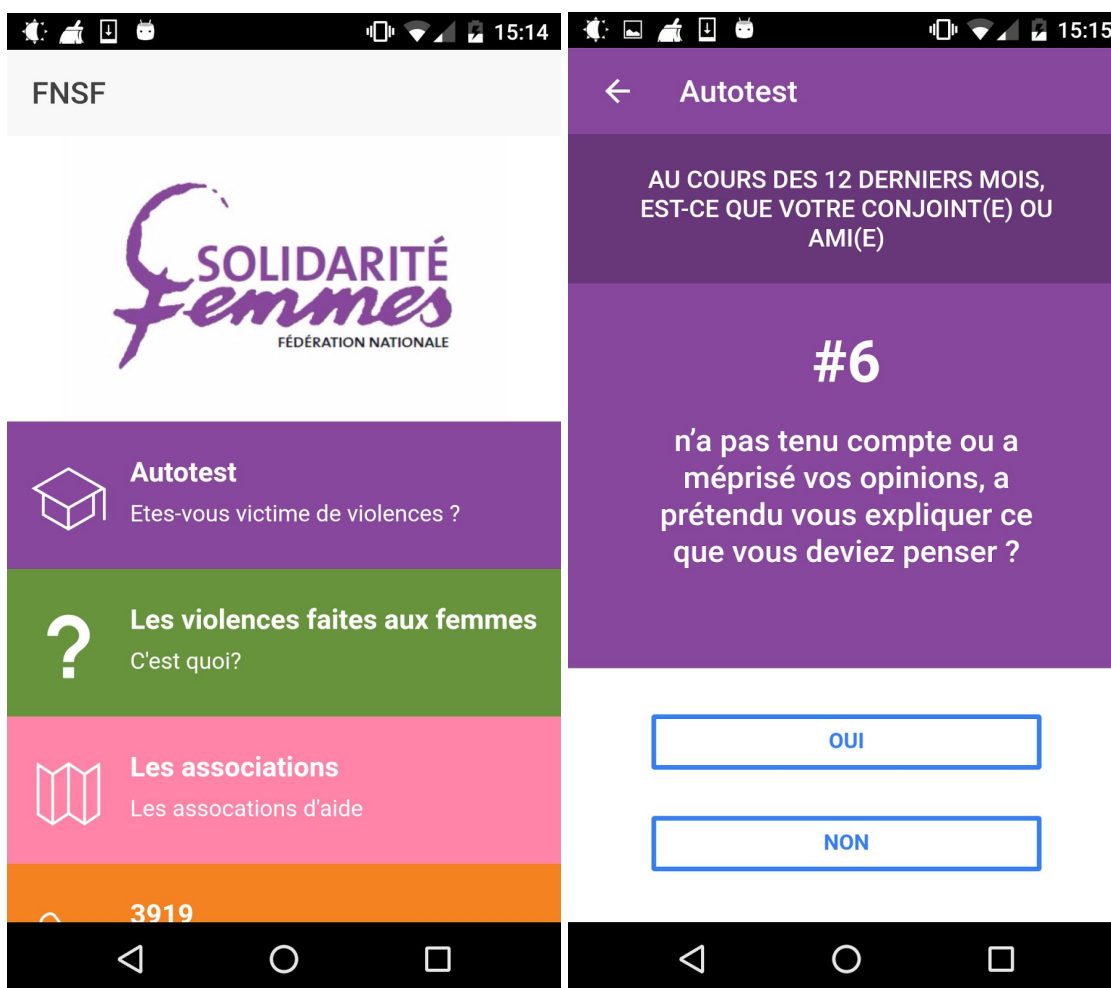 15:14
FNSF
SOLIDARITÉ
Femmes
FÉDÉRATION NATIONALE
Autotest
Etes-vous victime de violences ?
?
Les violences faites aux femmes
C'est quoi?
Les associations
Les assocations d'aide
3919
15:15
Autotest
AU COURS DES 12 DERNIERS MOIS,
EST-CE QUE VOTRE CONJOINT(E) OU
AMI(E)
#6
n'a pas tenu compte ou a
méprisé vos opinions, a
prétendu vous expliquer ce
que vous deviez penser ?
OUI
NON